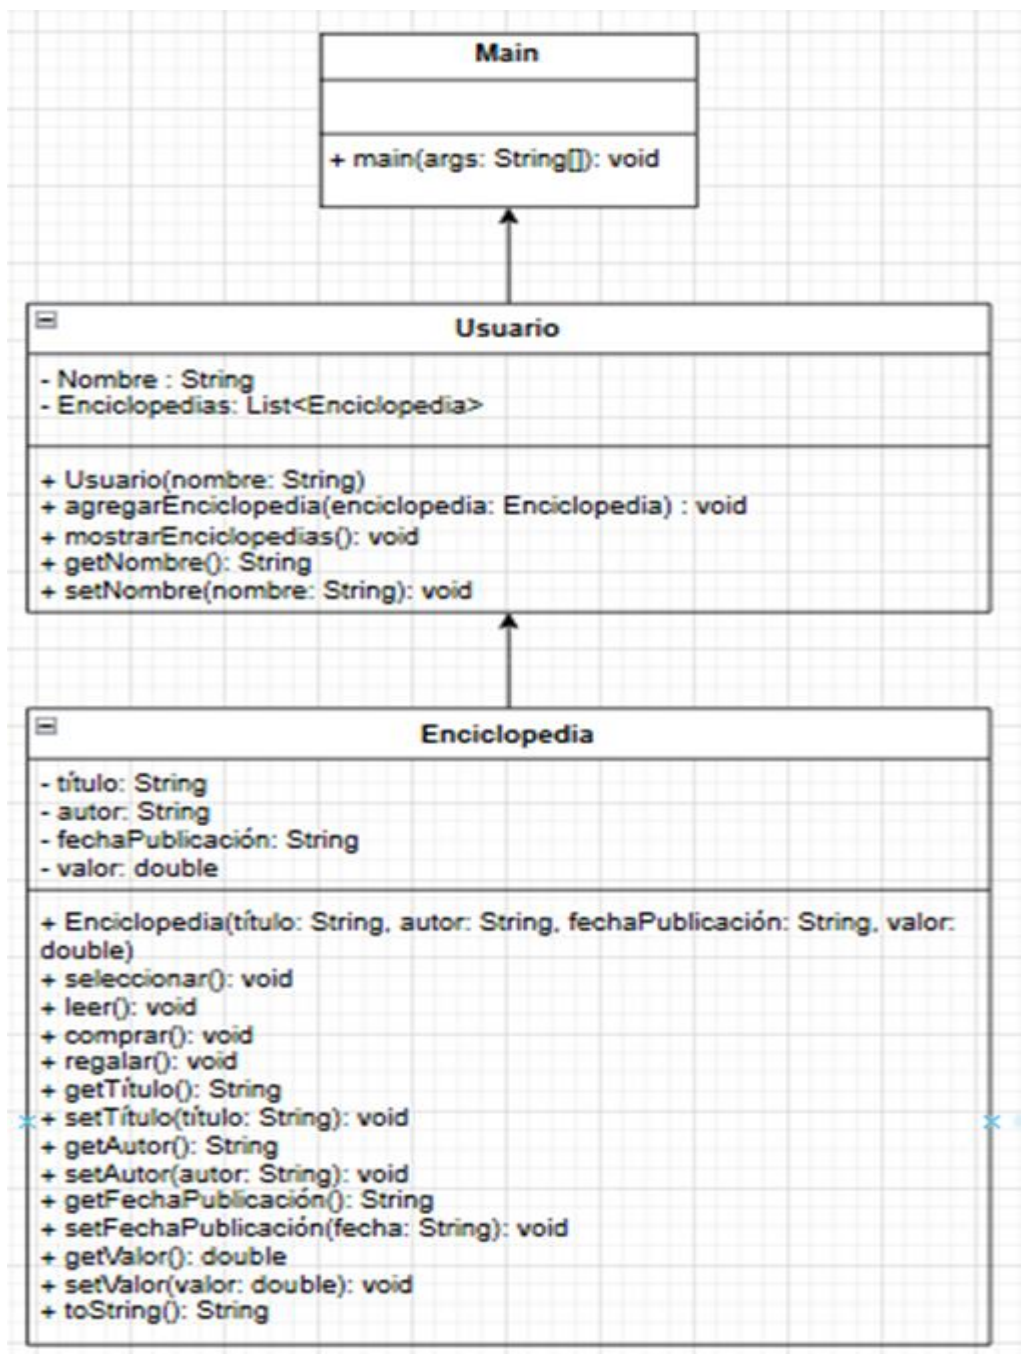 Main
+ main(args: String[]): void
Usuario
- Nombre : String
- Enciclopedias: List<Enciclopedia>
+ Usuario(nombre: String)
+ agregarEnciclopedia(enciclopedia: Enciclopedia) : void
+ mostrarEnciclopedias(): void
+ getNombre(): String
+ setNombre(nombre: String): void
Enciclopedia
- título: String
- autor: String
- fechaPublicación: String
- valor: double
+ Enciclopedia(título: String, autor: String, fechaPublicación: String, valor:
double)
+ seleccionar(): void
+ leer(): void
+ comprar(): void
+ regalar(): void
+ getTítulo(): String
+ setTítulo(título: String): void
+ getAutor(): String
+ setAutor(autor: String): void
+ getFechaPublicación(): String
+ setFechaPublicación(fecha: String): void
+ getValor(): double
+ setValor(valor: double): void
+ toString(): String